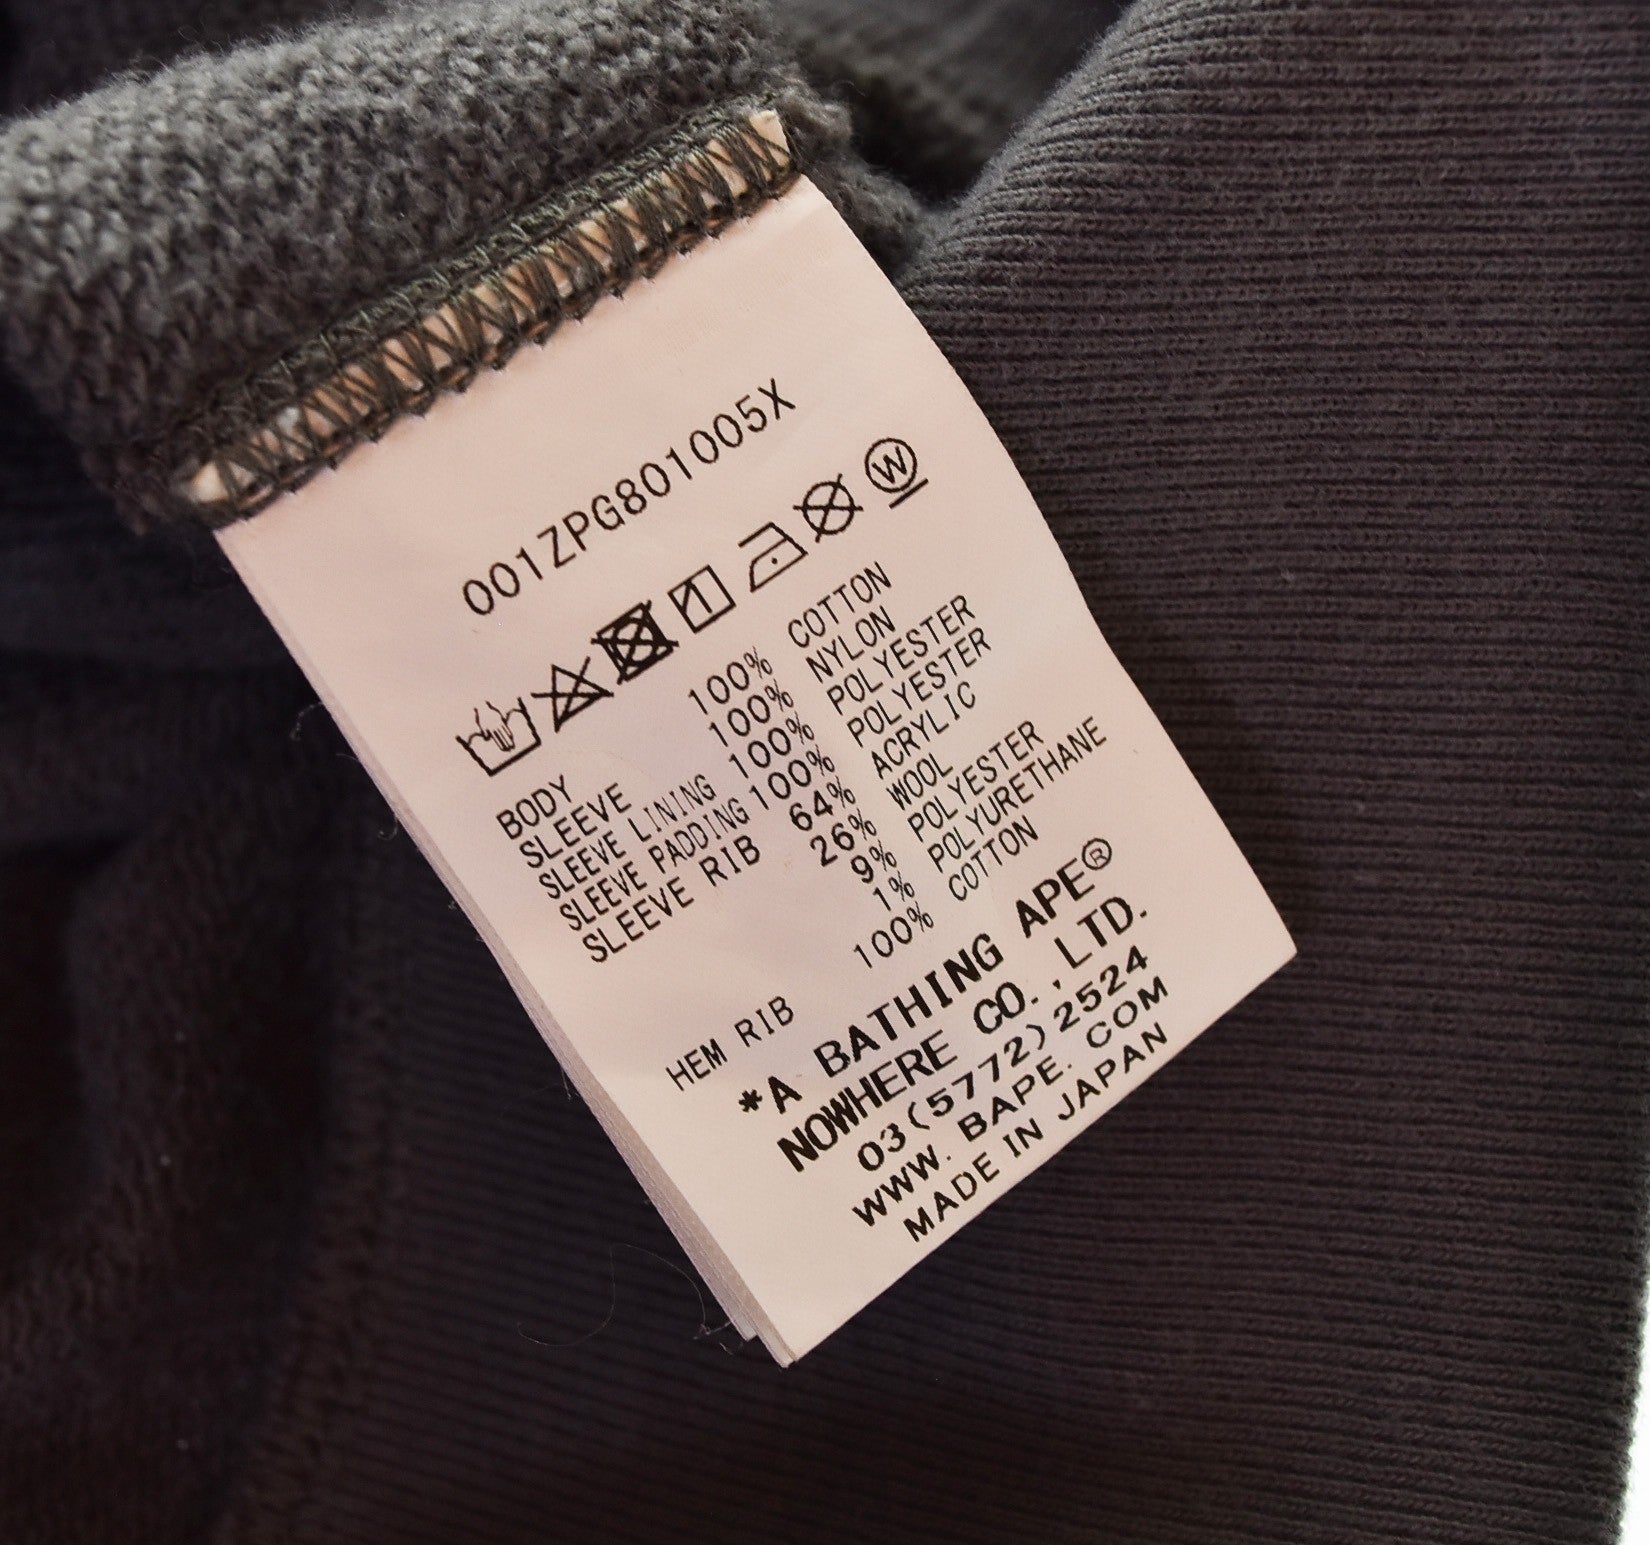 001ZPG801005X
BODY 100% COTTON
SLEEVE 100% NYLON
SLEEVE LINING 100% POLYESTER
SLEEVE PADDING 100% POLYESTER
SLEEVE RIB 64% ACRYLIC
26% WOOL
9% POLYESTER
1% POLYURETHANE
HEM RIB 100% COTTON
*A BATHING APE®
NOWHERE CO., LTD.
03(5772)2524
WWW.BAPE.COM
MADE IN JAPAN